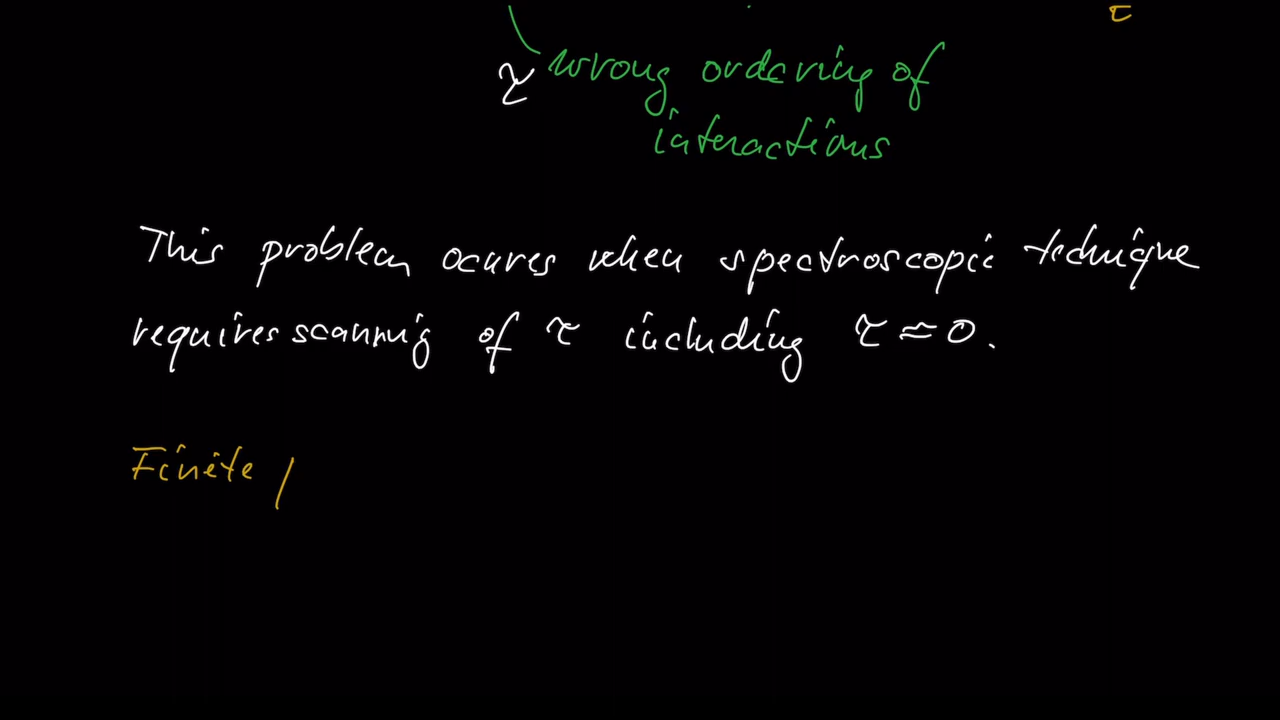 τ
τ wrong ordering of
interactions
This problem ocures when spectroscopic technique
requires scanning of τ including τ ≈ 0.
Finite